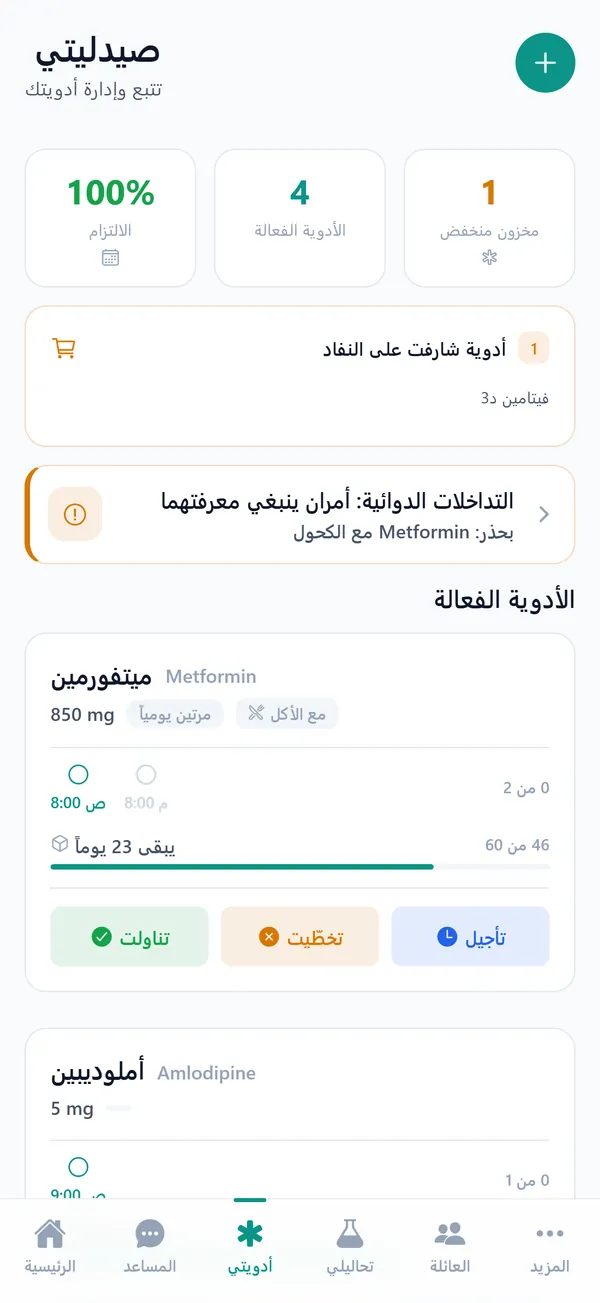 صيدليتي
تتبع وإدارة أدويتك
1
مخزون منخفض
4
الأدوية الفعالة
100%
الالتزام
1 أدوية شارفت على النفاد
فيتامين د3
التداخلات الدوائية: أمران ينبغي معرفتهما
بحذر: Metformin مع الكحول
الأدوية الفعالة
ميتفورمين Metformin
850 mg مرتين يومياً مع الأكل
8:00 ص 8:00 م
0 من 2
يبقى 23 يوماً
46 من 60
تناولت تخطّيت تأجيل
أملوديبين Amlodipine
5 mg
0 من 1
9:00 ص
الرئيسية المساعد أدويتي تحاليلي العائلة المزيد